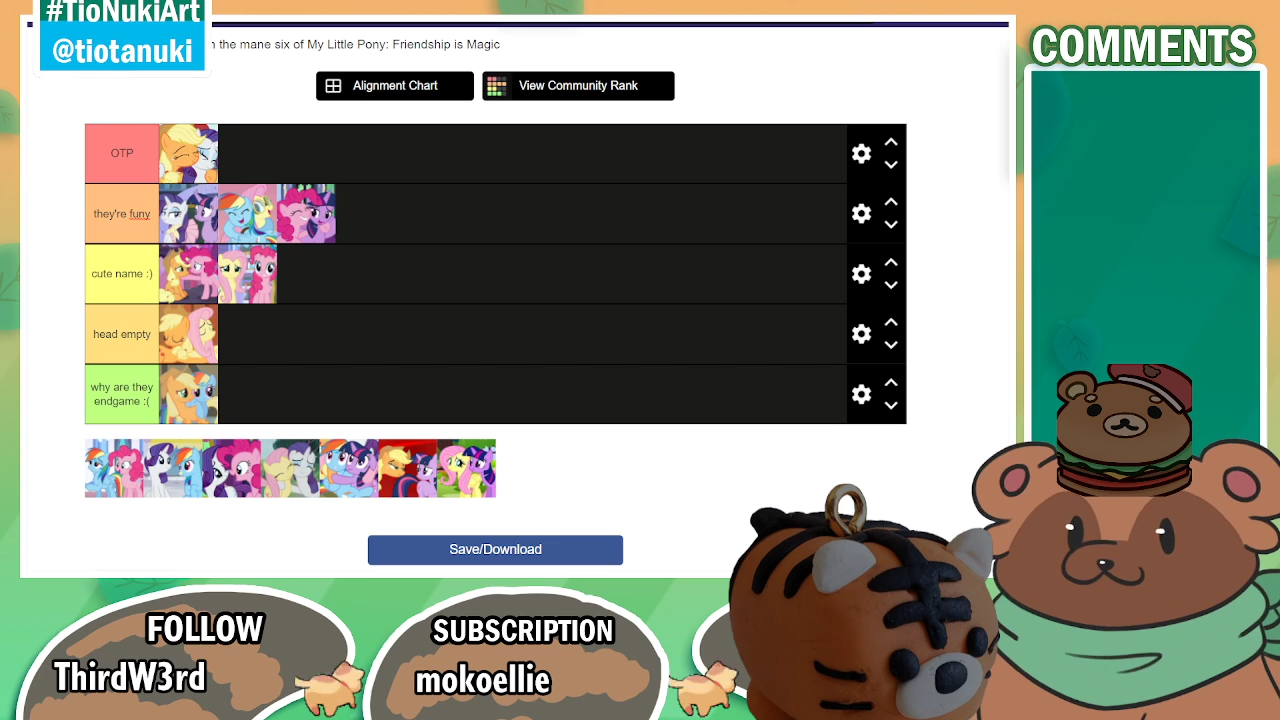 #TioNukiArt
@tiotanuki
the mane six of My Little Pony: Friendship is Magic
COMMENTS
Alignment Chart
View Community Rank
OTP
they're funy
cute name :)
head empty
why are they
endgame :(
Save/Download
FOLLOW
ThirdW3rd
SUBSCRIPTION
mokoellie